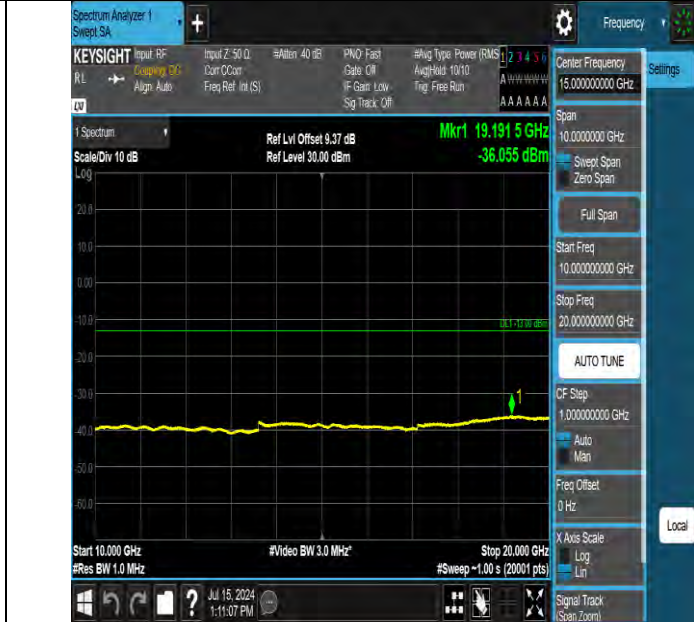 Spectrum Analyzer 1
Swept SA
+
Frequency
KEYSIGHT
RL
LXI
Input: RF
Coupling: DC
Align: Auto
Input Z: 50 Ω
Corr CCorr
Freq Ref: Int (S)
#Atten: 40 dB
PNO: Fast
Gate: Off
IF Gain: Low
Sig Track: Off
#Avg Type: Power (RMS
Avg|Hold: 10/10
Trig: Free Run
1 2 3 4 5 6
A W W W W W
A A A A A A
Center Frequency
15.000000000 GHz
Settings
Span
10.0000000 GHz
Swept Span
Zero Span
Full Span
Start Freq
10.000000000 GHz
Stop Freq
20.000000000 GHz
AUTO TUNE
CF Step
1.000000000 GHz
Auto
Man
Freq Offset
0 Hz
X Axis Scale
Log
Lin
Signal Track
(Span Zoom)
Local
1 Spectrum
Scale/Div 10 dB
Log
Ref Lvl Offset 9.37 dB
Ref Level 30.00 dBm
Mkr1 19.191 5 GHz
-36.055 dBm
20.0
10.0
0.00
-10.0
DL1 -13.00 dBm
-20.0
-30.0
1
-40.0
-50.0
-60.0
Start 10.000 GHz
#Res BW 1.0 MHz
#Video BW 3.0 MHz*
Stop 20.000 GHz
#Sweep ~1.00 s (20001 pts)
?
Jul 15, 2024
1:11:07 PM